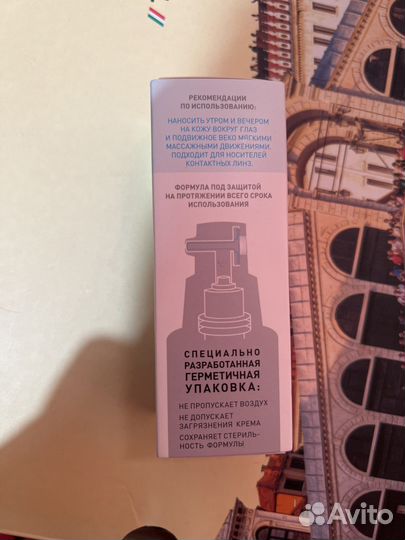 РЕКОМЕНДАЦИИ
ПО ИСПОЛЬЗОВАНИЮ:
НАНОСИТЬ УТРОМ И ВЕЧЕРОМ
НА КОЖУ ВОКРУГ ГЛАЗ
И ПОДВИЖНОЕ ВЕКО МЯГКИМИ
МАССАЖНЫМИ ДВИЖЕНИЯМИ.
ПОДХОДИТ ДЛЯ НОСИТЕЛЕЙ
КОНТАКТНЫХ ЛИНЗ.
ФОРМУЛА ПОД ЗАЩИТОЙ
НА ПРОТЯЖЕНИИ ВСЕГО СРОКА
ИСПОЛЬЗОВАНИЯ
СПЕЦИАЛЬНО
РАЗРАБОТАННАЯ
ГЕРМЕТИЧНАЯ
УПАКОВКА:
НЕ ПРОПУСКАЕТ ВОЗДУХ
НЕ ДОПУСКАЕТ
ЗАГРЯЗНЕНИЯ КРЕМА
СОХРАНЯЕТ СТЕРИЛЬ-
НОСТЬ ФОРМУЛЫ
Avito